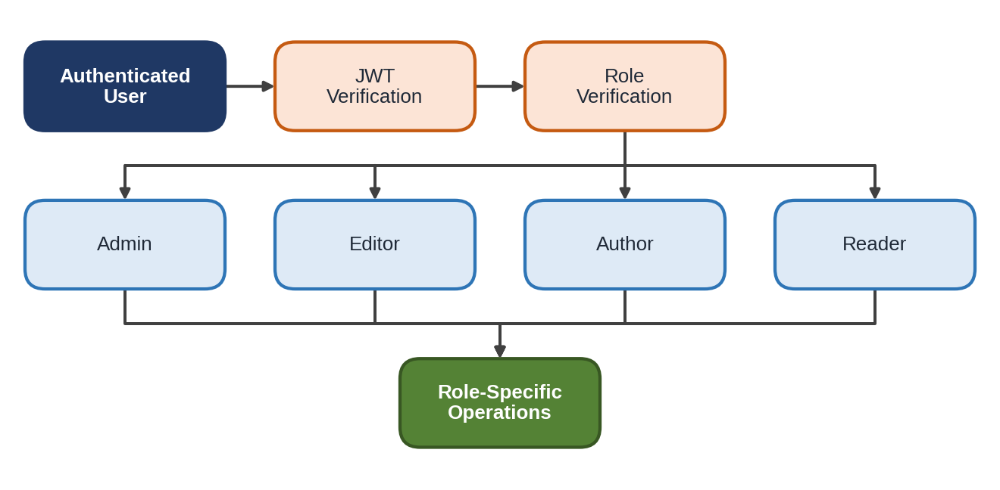 Authenticated
User
JWT
Verification
Role
Verification
Admin
Editor
Author
Reader
Role-Specific
Operations